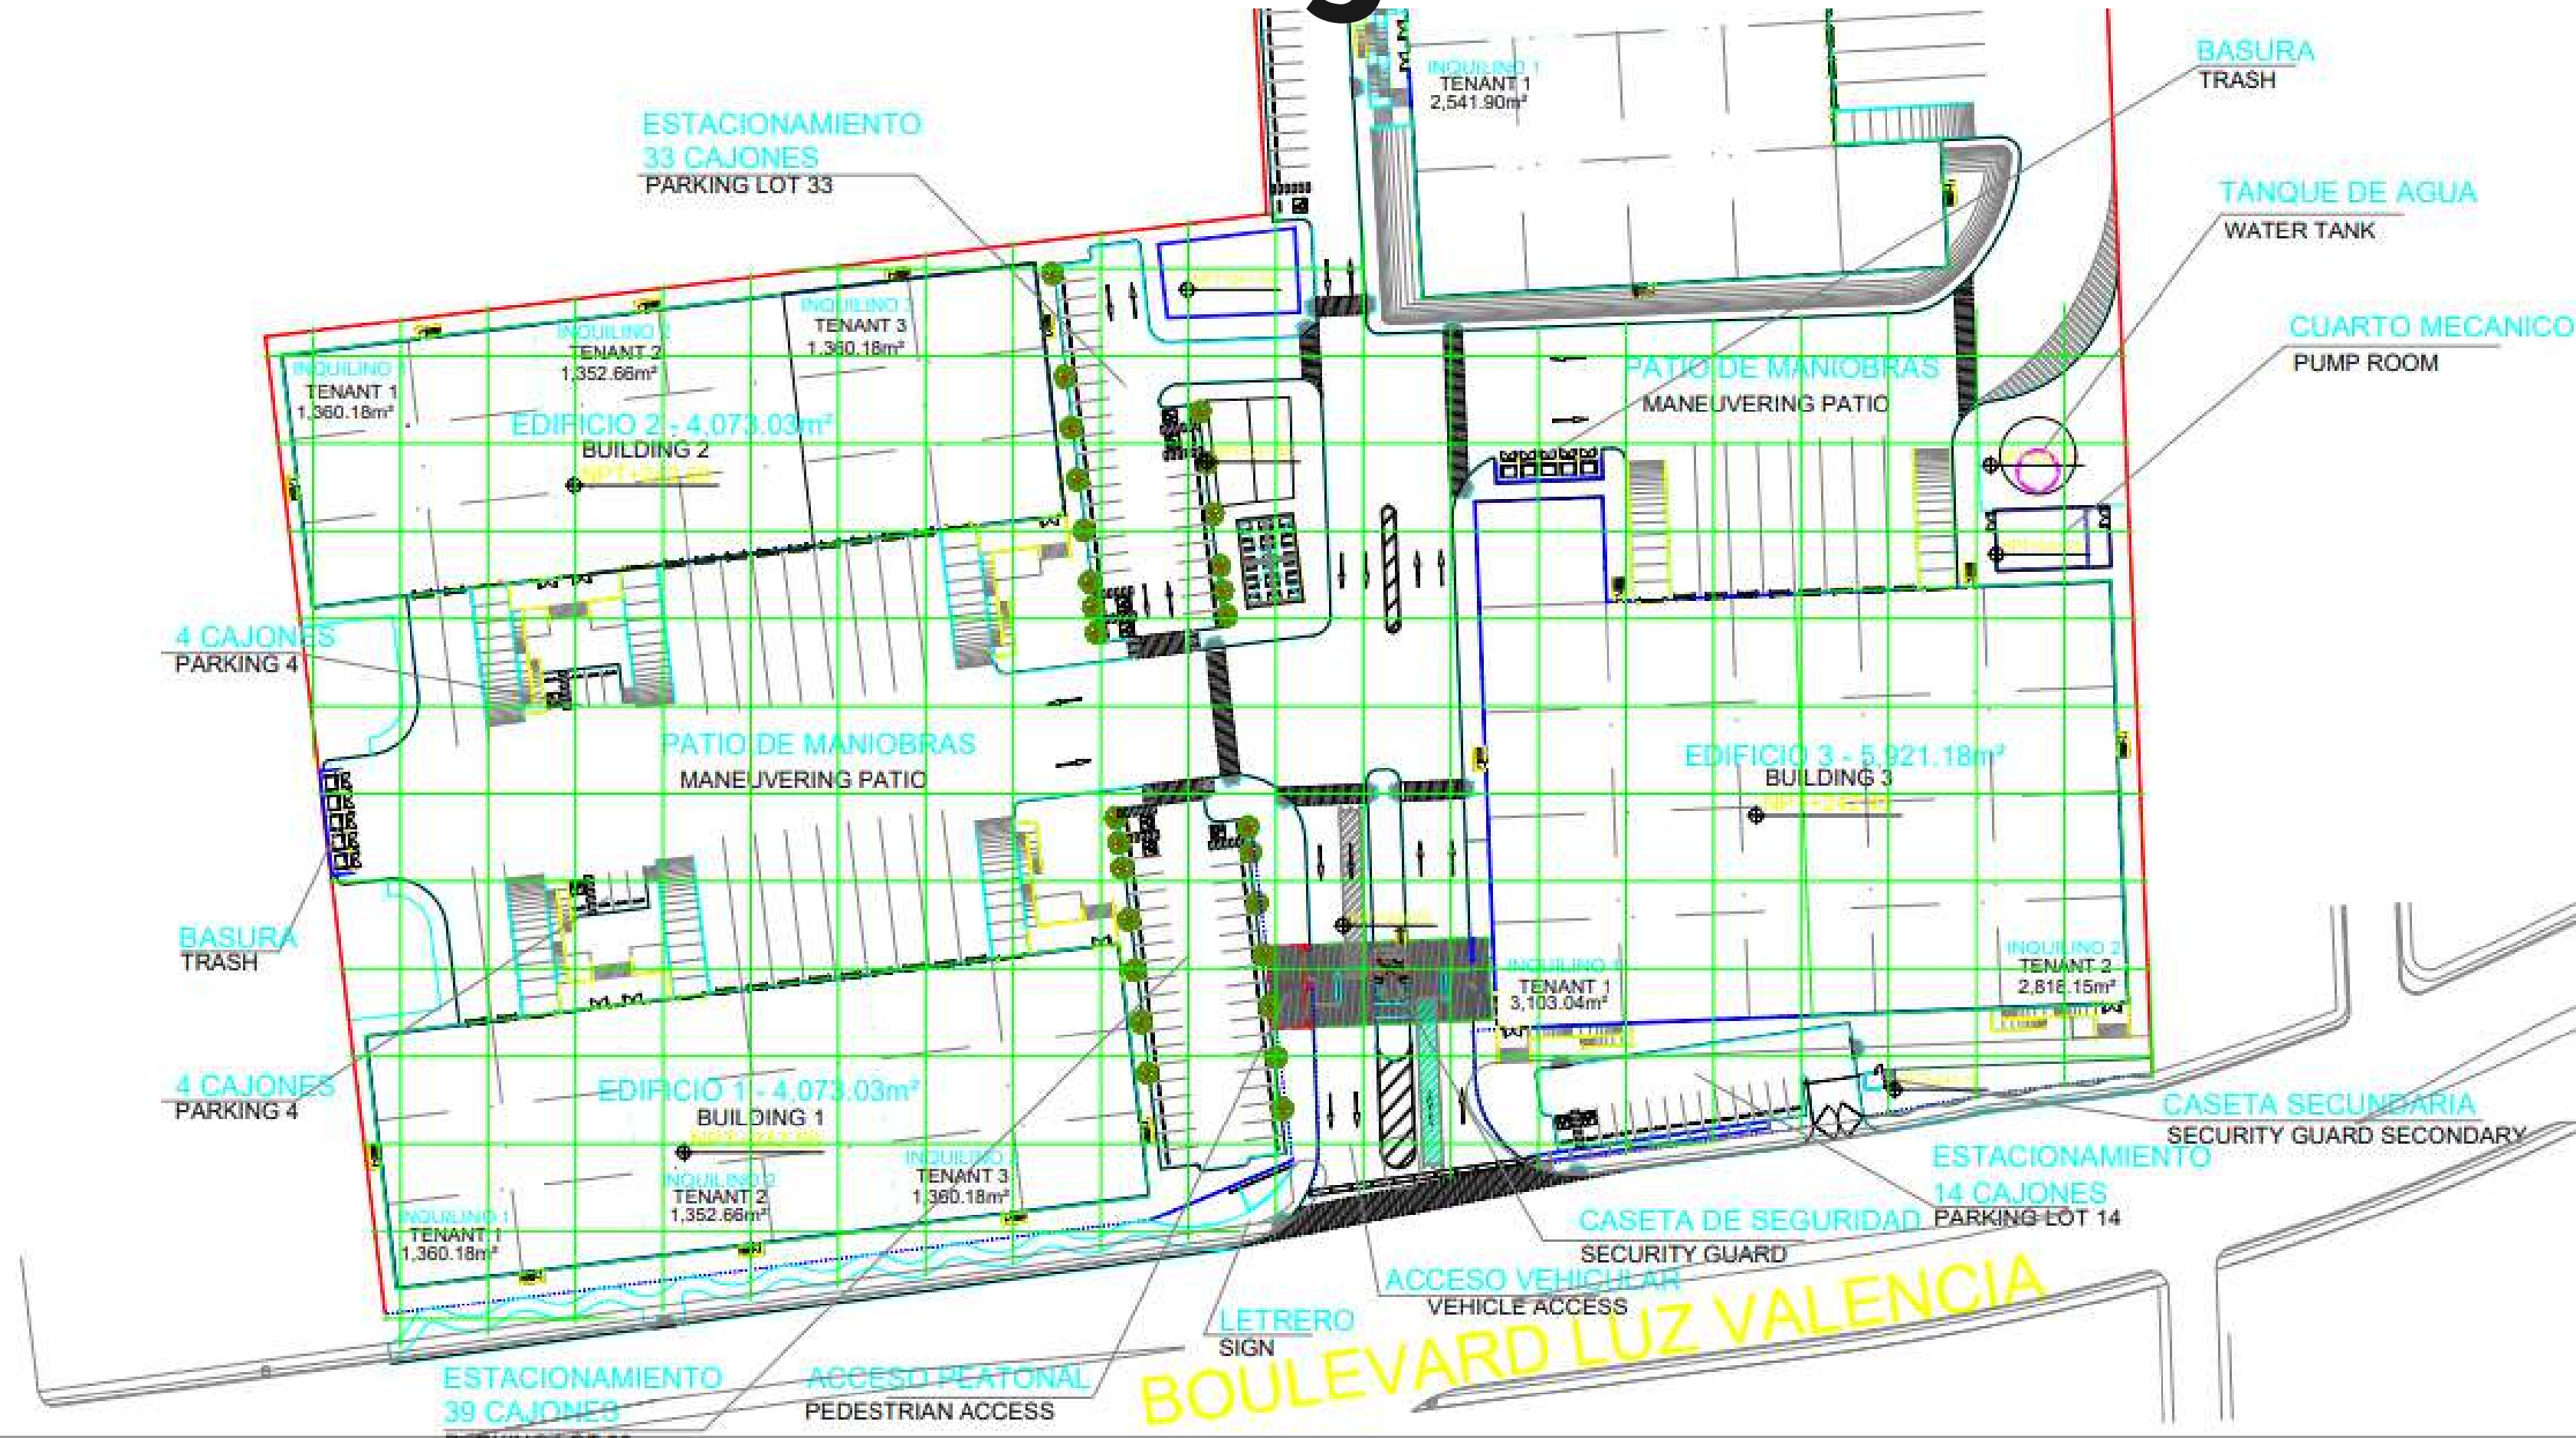 BASURA
TRASH
INQUILINO 1
TENANT 1
2,541.90m²
ESTACIONAMIENTO
33 CAJONES
PARKING LOT 33
TANQUE DE AGUA
WATER TANK
CUARTO MECANICO
PUMP ROOM
INQUILINO
TENANT 3
1,360.18m²
INQUILINO
TENANT 2
1,352.66m²
INQUILINO
TENANT 1
1,360.18m²
EDIFICIO 2 - 4,073.03m²
BUILDING 2
PATIO DE MANIOBRAS
MANEUVERING PATIO
4 CAJONES
PARKING 4
PATIO DE MANIOBRAS
MANEUVERING PATIO
EDIFICIO 3 - 5,921.18m²
BUILDING 3
BASURA
TRASH
INQUILINO
TENANT 1
3,103.04m²
INQUILINO 2
TENANT 2
2,818.15m²
4 CAJONES
PARKING 4
EDIFICIO 1 - 4,073.03m²
BUILDING 1
INQUILINO
TENANT 3
1,360.18m²
INQUILINO 2
TENANT 2
1,352.66m²
INQUILINO 1
TENANT 1
1,360.18m²
CASETA SECUNDARIA
SECURITY GUARD SECONDARY
ESTACIONAMIENTO
14 CAJONES
PARKING LOT 14
CASETA DE SEGURIDAD
SECURITY GUARD
ACCESO VEHICULAR
VEHICLE ACCESS
LETRERO
SIGN
BOULEVARD LUZ VALENCIA
ESTACIONAMIENTO
39 CAJONES
ACCESO PEATONAL
PEDESTRIAN ACCESS